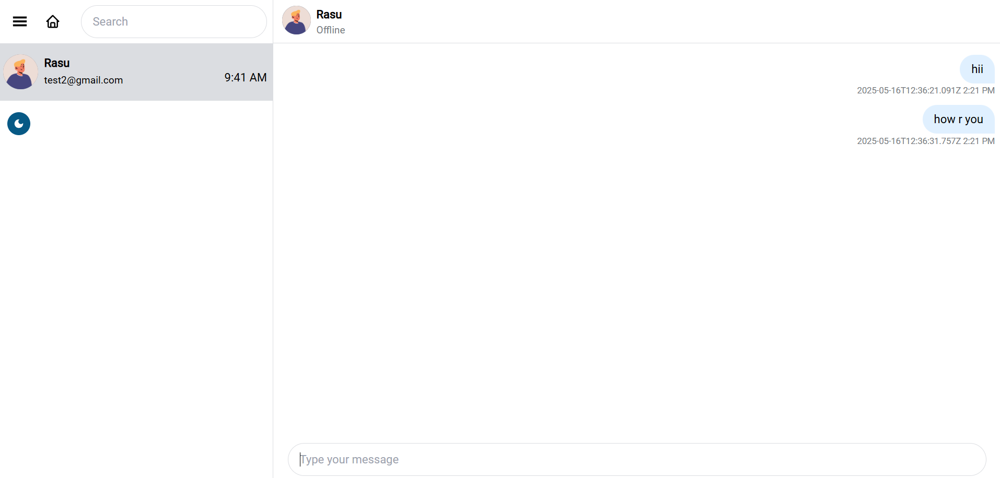 Search
Rasu
test2@gmail.com
9:41 AM
Rasu
Offline
hii
2025-05-16T12:36:21.091Z 2:21 PM
how r you
2025-05-16T12:36:31.757Z 2:21 PM
Type your message